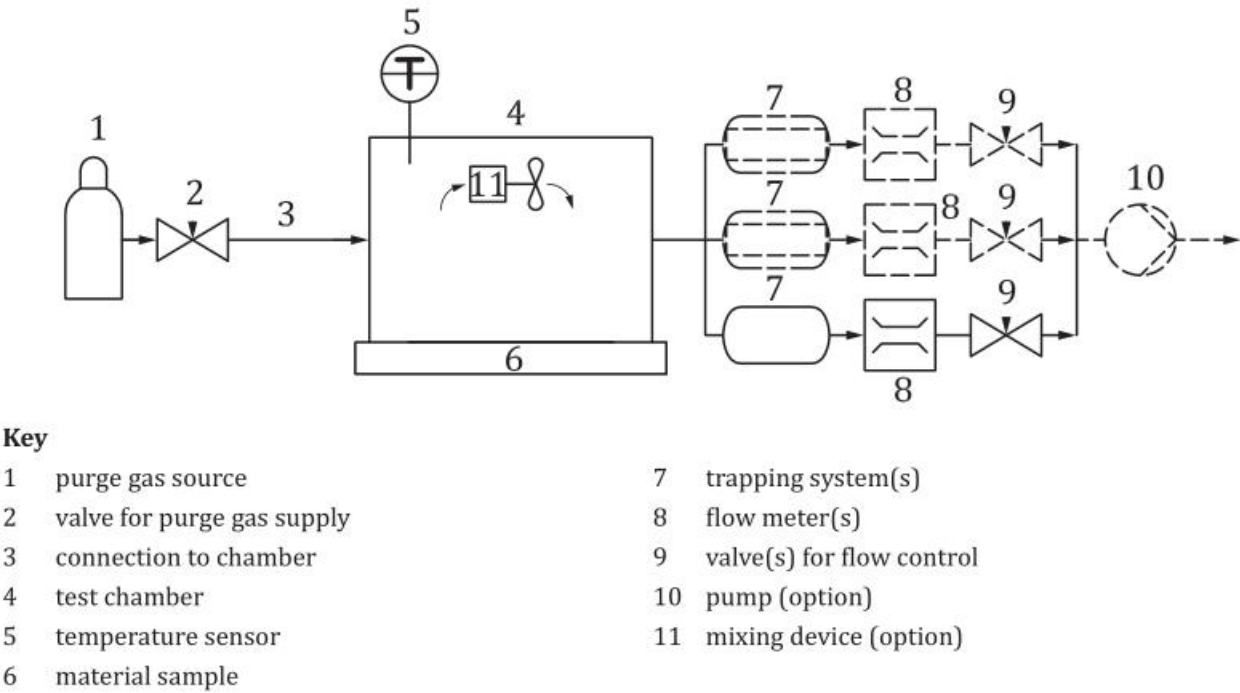 5
1
4
7
8
9
2
3
11
7
8
9
10
7
9
6
8
Key
1 purge gas source
2 valve for purge gas supply
3 connection to chamber
4 test chamber
5 temperature sensor
6 material sample
7 trapping system(s)
8 flow meter(s)
9 valve(s) for flow control
10 pump (option)
11 mixing device (option)